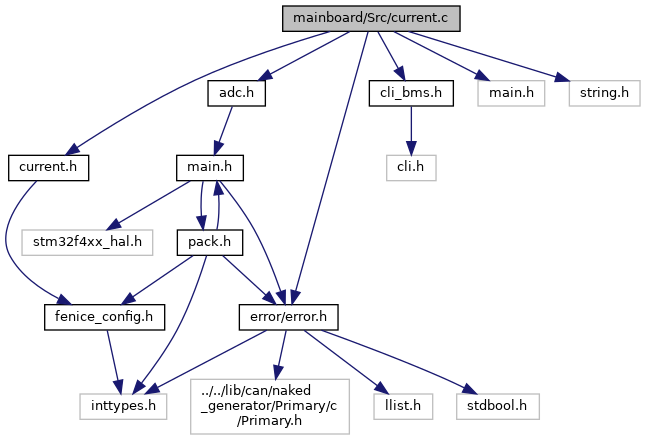 mainboard/Src/current.c
adc.h
cli_bms.h
main.h
string.h
current.h
main.h
cli.h
stm32f4xx_hal.h
pack.h
fenice_config.h
error/error.h
inttypes.h
../../lib/can/naked
_generator/Primary/c
/Primary.h
llist.h
stdbool.h